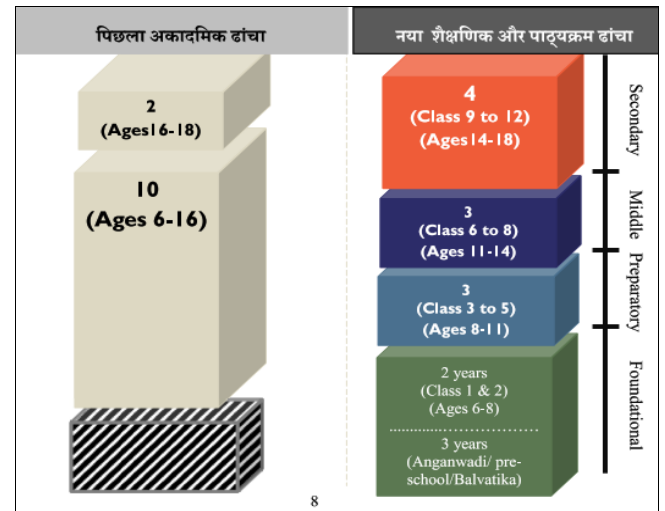 पिछला अकादमिक ढांचा
नया शैक्षणिक और पाठ्यक्रम ढांचा
2
(Ages16-18)
10
(Ages 6-16)
4
(Class 9 to 12)
(Ages14-18)
3
(Class 6 to 8)
(Ages 11-14)
3
(Class 3 to 5)
(Ages 8-11)
2 years
(Class 1 & 2)
(Ages 6-8)
3 years
(Anganwadi/ pre-
school/Balvatika)
Secondary
Middle
Preparatory
Foundational
8